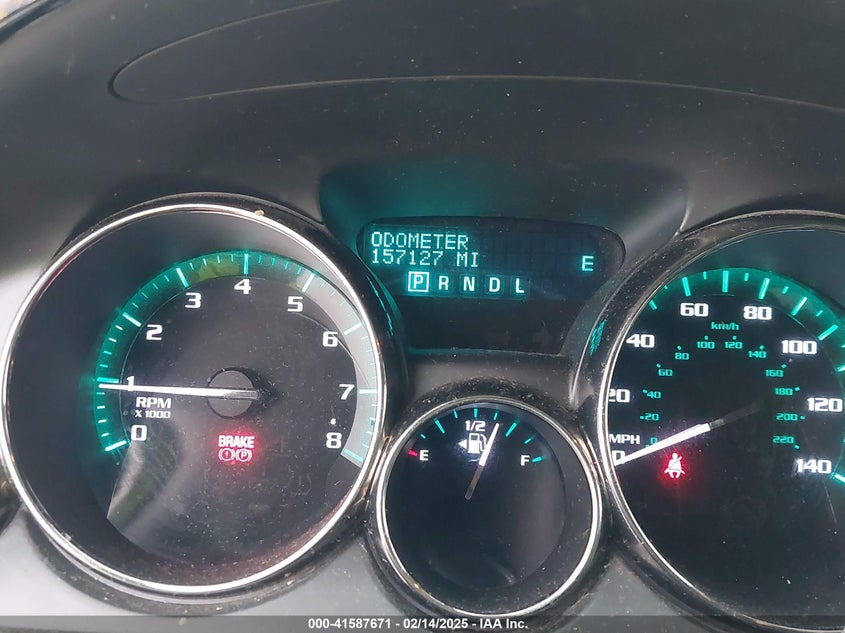 ODOMETER
157127 MI
E
P R N D L
0
1
2
3
4
5
6
7
8
RPM
X 1000
BRAKE
(!) (P)
E
1/2
F
0
20
40
60
80
100
120
140
MPH
km/h
0
20
40
60
80
100
120
140
160
180
200
220
000-41587671 - 02/14/2025 - IAA Inc.